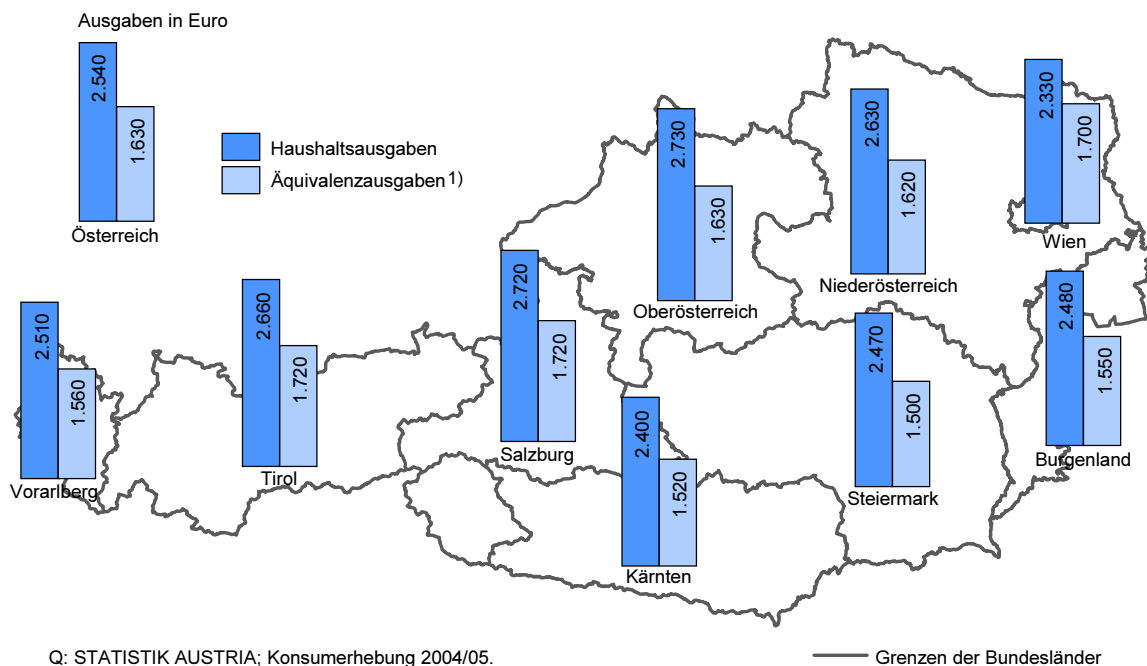 Ausgaben in Euro
2.540
1.630
Österreich
Haushaltsausgaben
Äquivalenzausgaben 1)
2.730
1.630
Oberösterreich
2.630
1.620
Niederösterreich
2.330
1.700
Wien
2.510
1.560
Vorarlberg
2.660
1.720
Tirol
2.720
1.720
Salzburg
2.400
1.520
Kärnten
2.470
1.500
Steiermark
2.480
1.550
Burgenland
Q: STATISTIK AUSTRIA; Konsumerhebung 2004/05.
Grenzen der Bundesländer